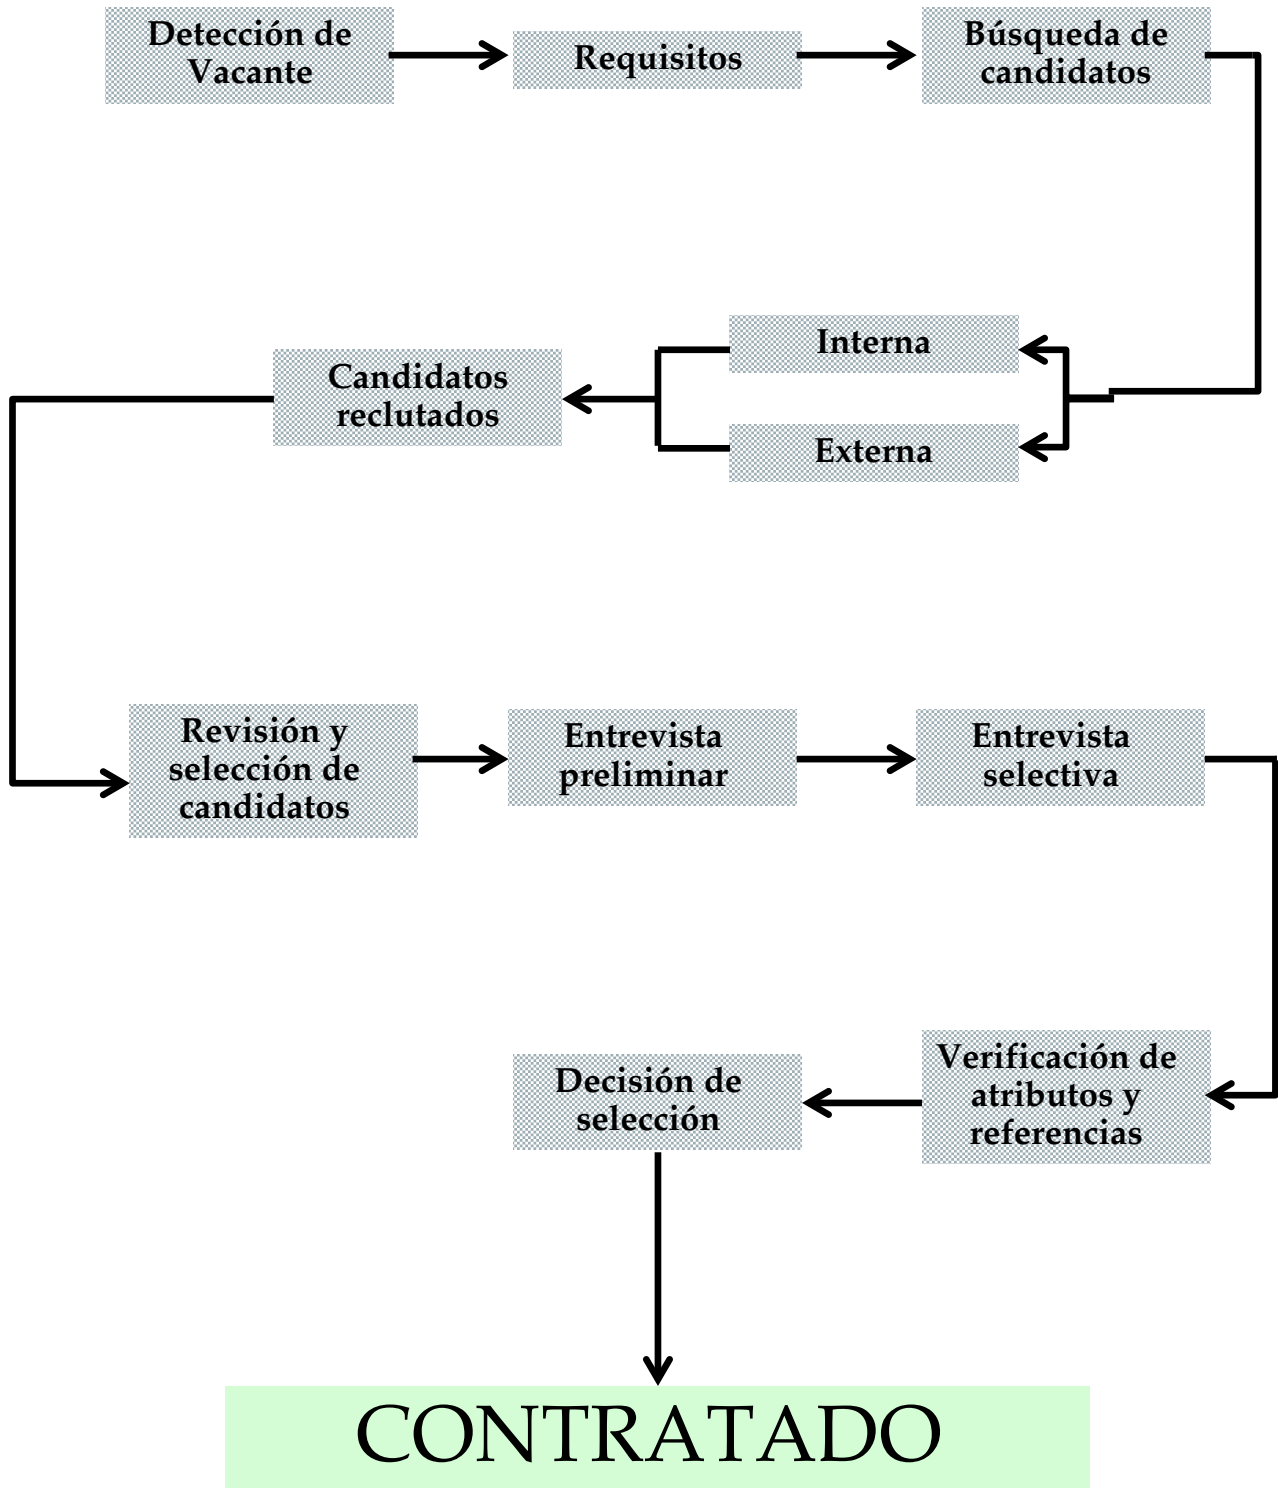 Detección de
Vacante
Requisitos
Búsqueda de
candidatos
Interna
Externa
Candidatos
reclutados
Revisión y
selección de
candidatos
Entrevista
preliminar
Entrevista
selectiva
Verificación de
atributos y
referencias
Decisión de
selección
CONTRATADO